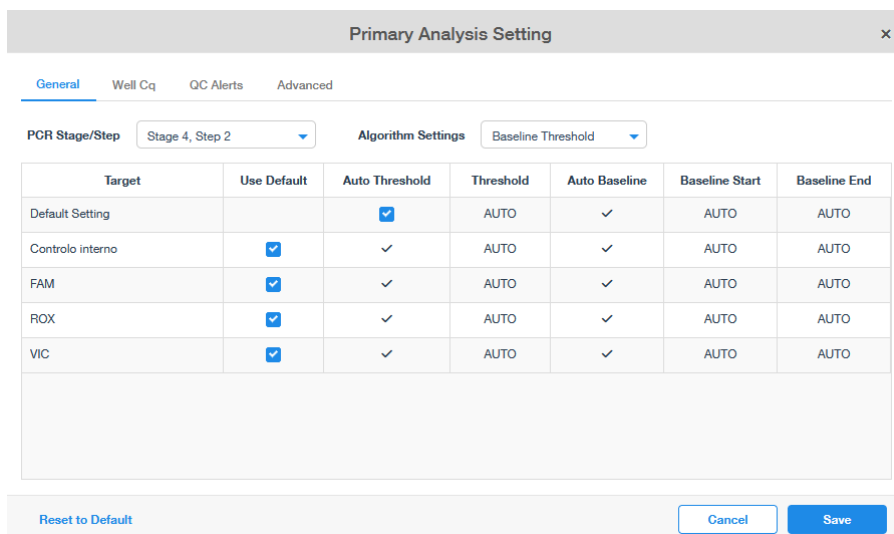 Primary Analysis Setting ×
General Well Cq QC Alerts Advanced
PCR Stage/Step Stage 4, Step 2 Algorithm Settings Baseline Threshold
Target Use Default Auto Threshold Threshold Auto Baseline Baseline Start Baseline End
Default Setting AUTO AUTO AUTO
Controlo interno AUTO AUTO AUTO
FAM AUTO AUTO AUTO
ROX AUTO AUTO AUTO
VIC AUTO AUTO AUTO
Reset to Default Cancel Save